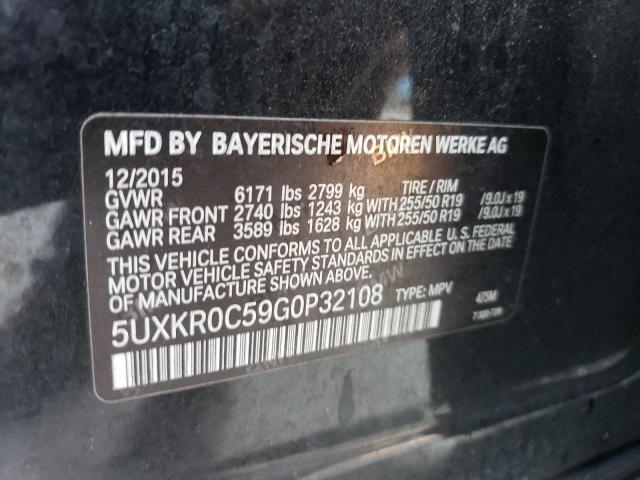 MFD BY BAYERISCHE MOTOREN WERKE AG
12/2015
GVWR 6171 lbs 2799 kg TIRE / RIM
GAWR FRONT 2740 lbs 1243 kg WITH 255/50 R19 /9.0J x 19
GAWR REAR 3589 lbs 1628 kg WITH 255/50 R19 /9.0J x 19
THIS VEHICLE CONFORMS TO ALL APPLICABLE U.S. FEDERAL
MOTOR VEHICLE SAFETY STANDARDS IN EFFECT ON THE DATE
OF MANUFACTURE SHOWN ABOVE.
5UXKR0C59G0P32108 TYPE: MPV 475M